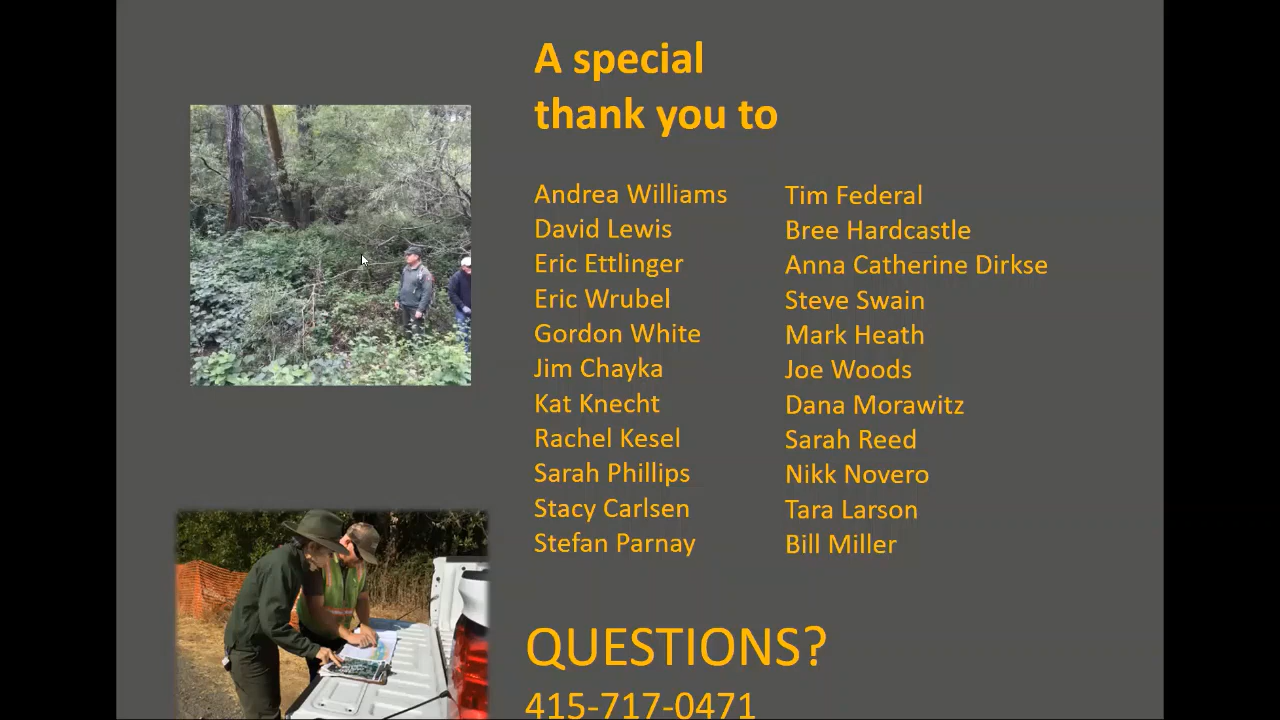 A special
thank you to
Andrea Williams
David Lewis
Eric Ettlinger
Eric Wrubel
Gordon White
Jim Chayka
Kat Knecht
Rachel Kesel
Sarah Phillips
Stacy Carlsen
Stefan Parnay
Tim Federal
Bree Hardcastle
Anna Catherine Dirkse
Steve Swain
Mark Heath
Joe Woods
Dana Morawitz
Sarah Reed
Nikk Novero
Tara Larson
Bill Miller
QUESTIONS?
415-717-0471